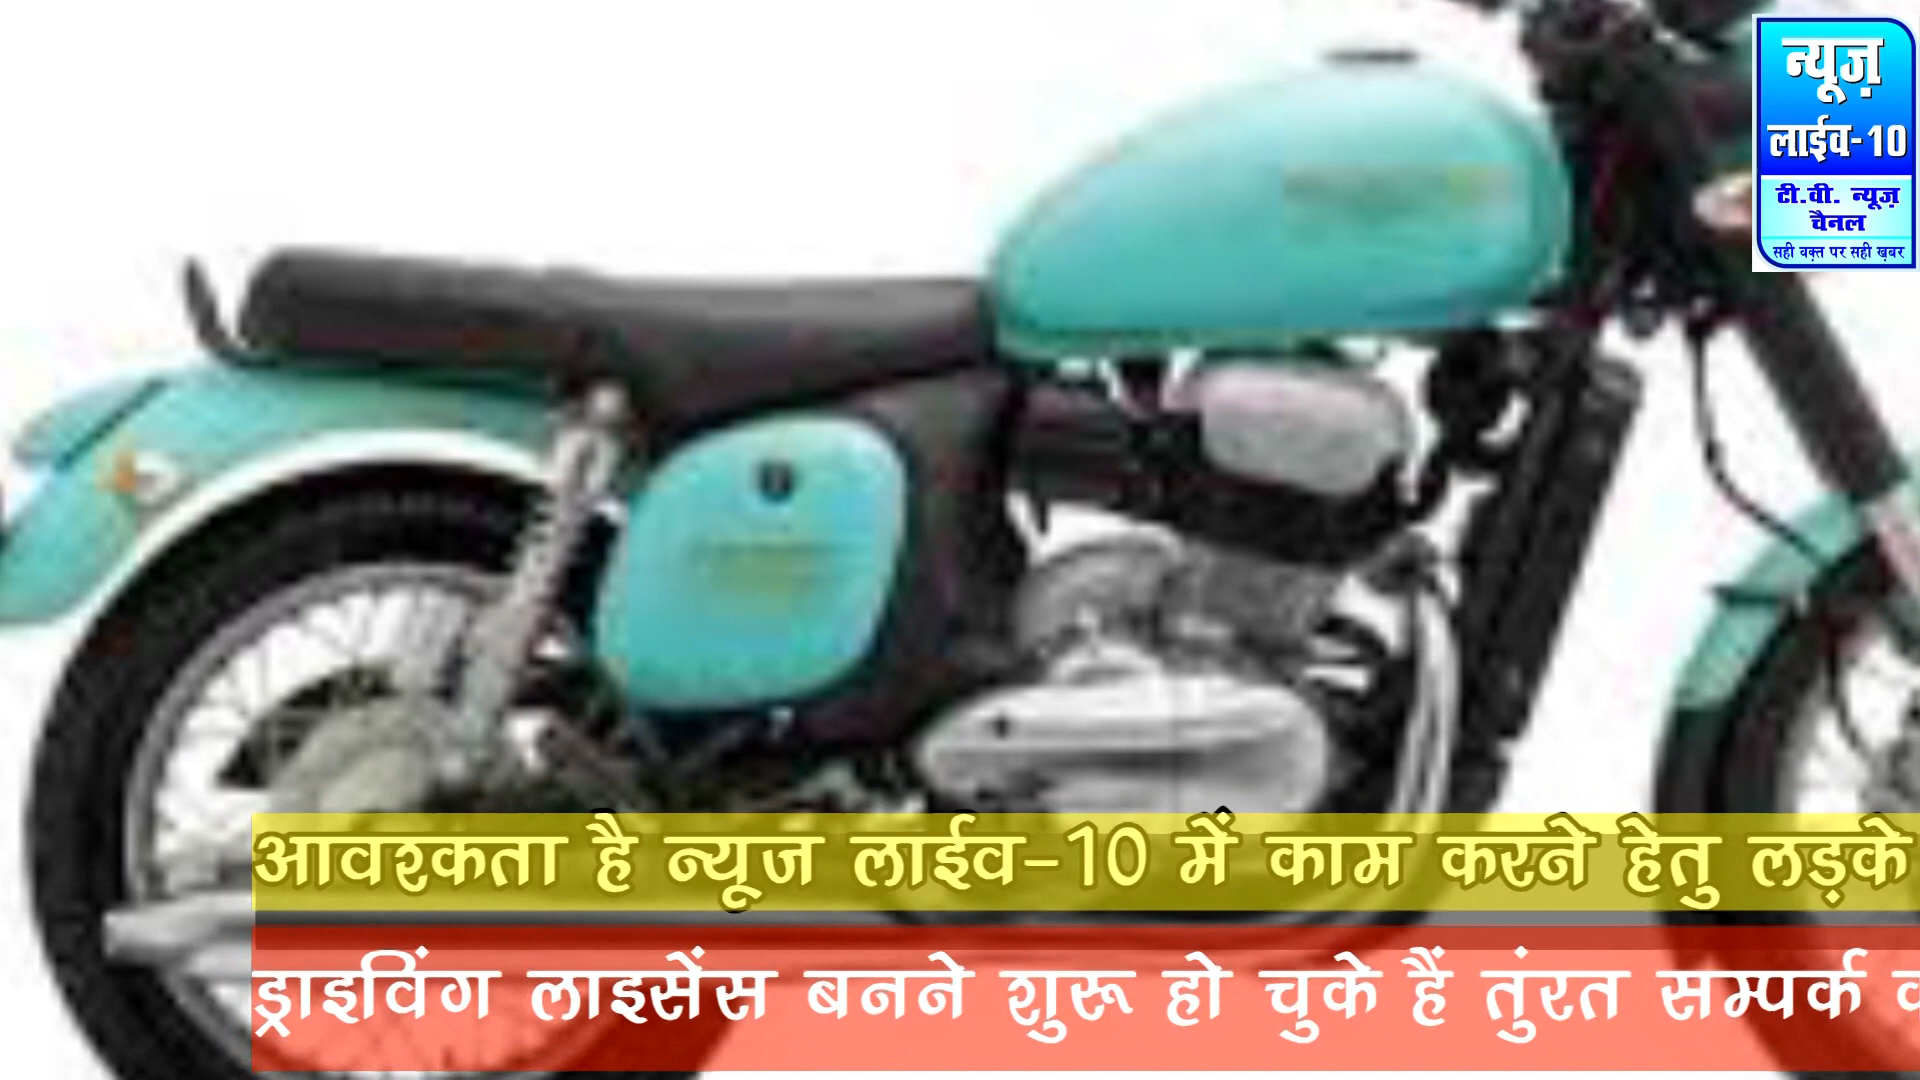 न्यूज़
लाईव-10
टी.वी. न्यूज़
चैनल
सही वक़्त पर सही ख़बर
आवश्कता है न्यूज लाईव-10 में काम करने हेतु लड़के
ड्राइविंग लाइसेंस बनने शुरू हो चुके हैं तुंरत सम्पर्क